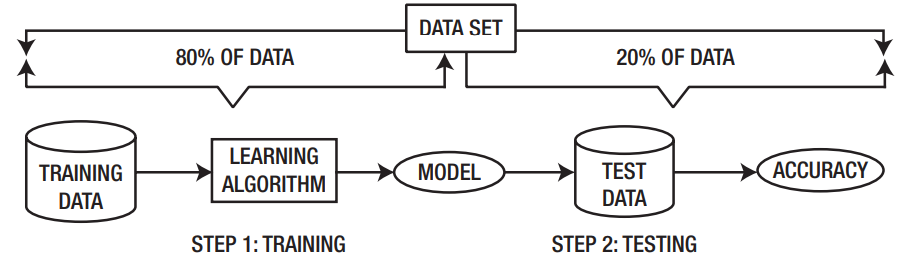 DATA SET
80% OF DATA
20% OF DATA
TRAINING
DATA
LEARNING
ALGORITHM
MODEL
TEST
DATA
ACCURACY
STEP 1: TRAINING
STEP 2: TESTING